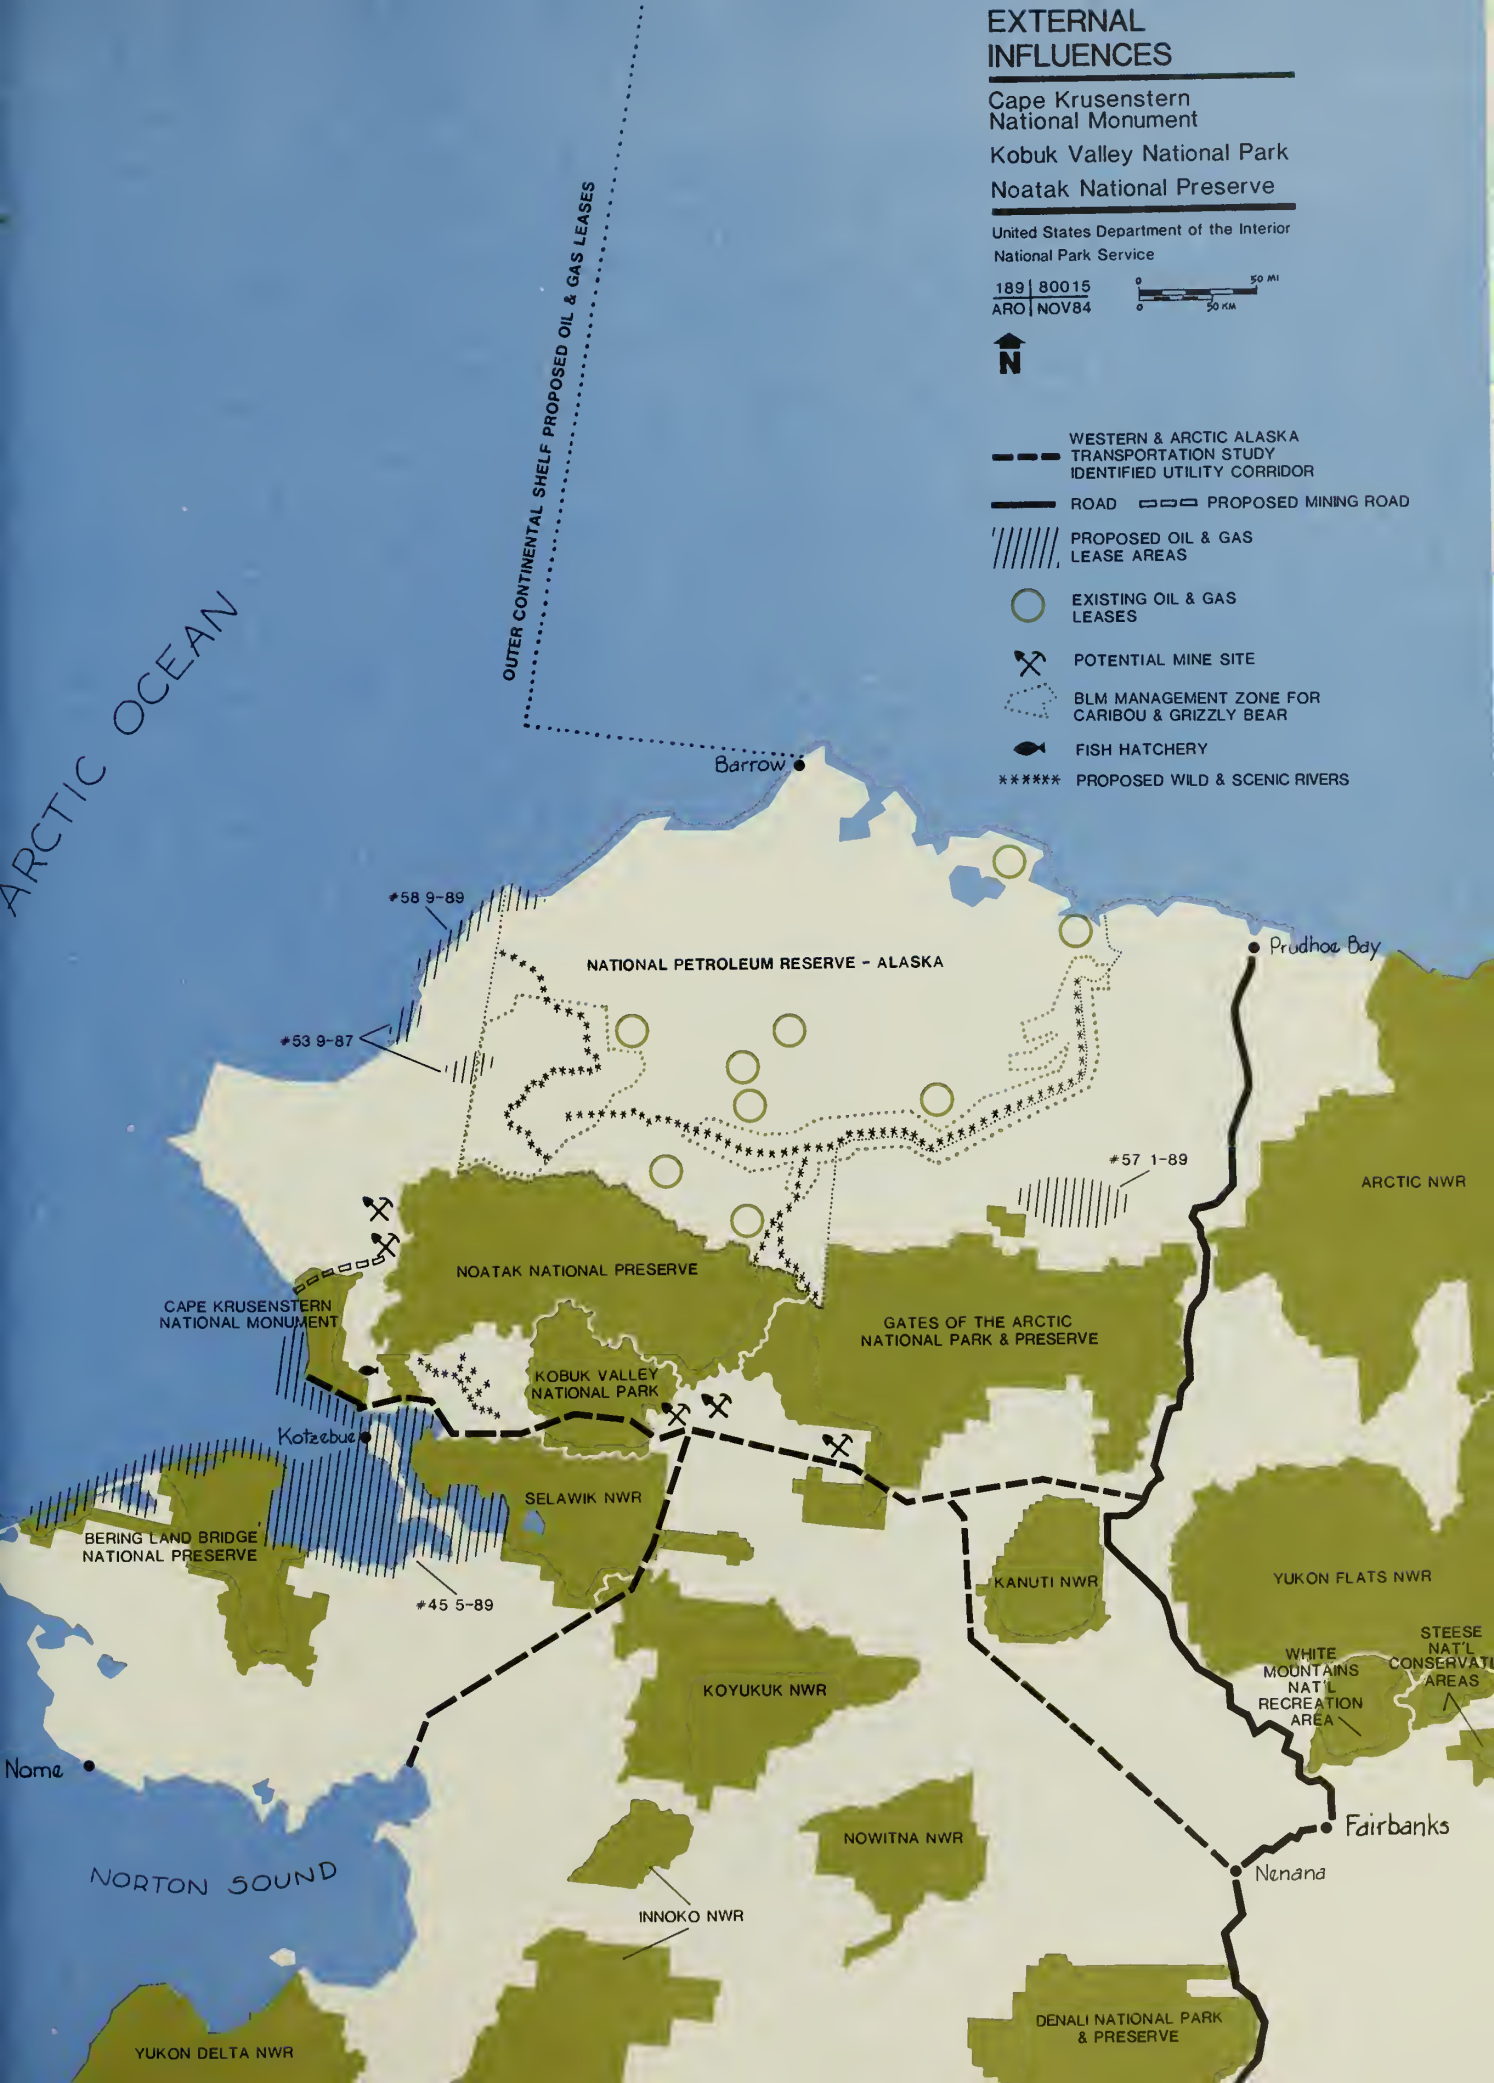 EXTERNAL
INFLUENCES
Cape Krusenstern
National Monument
Kobuk Valley National Park
Noatak National Preserve
United States Department of the Interior
National Park Service
189 80015
ARO NOV84
0 50 MI
0 50 KM
N
WESTERN & ARCTIC ALASKA
TRANSPORTATION STUDY
IDENTIFIED UTILITY CORRIDOR
ROAD PROPOSED MINING ROAD
PROPOSED OIL & GAS
LEASE AREAS
EXISTING OIL & GAS
LEASES
POTENTIAL MINE SITE
BLM MANAGEMENT ZONE FOR
CARIBOU & GRIZZLY BEAR
FISH HATCHERY
PROPOSED WILD & SCENIC RIVERS
OUTER CONTINENTAL SHELF PROPOSED OIL & GAS LEASES
ARCTIC OCEAN
Barrow
#58 9-89
NATIONAL PETROLEUM RESERVE - ALASKA
Prudhoe Bay
#53 9-87
#57 1-89
ARCTIC NWR
NOATAK NATIONAL PRESERVE
CAPE KRUSENSTERN
NATIONAL MONUMENT
GATES OF THE ARCTIC
NATIONAL PARK & PRESERVE
KOBUK VALLEY
NATIONAL PARK
Kotzebue
SELAWIK NWR
BERING LAND BRIDGE
NATIONAL PRESERVE
#45 5-89
KANUTI NWR
YUKON FLATS NWR
STEESE
NAT'L
CONSERVATI
AREAS
WHITE
MOUNTAINS
NAT'L
RECREATION
AREA
KOYUKUK NWR
Nome
Fairbanks
NOWITNA NWR
Nenana
NORTON SOUND
INNOKO NWR
DENALI NATIONAL PARK
& PRESERVE
YUKON DELTA NWR